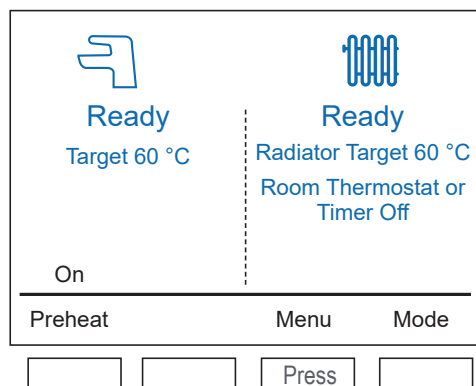 Ready
Target 60 °C
Ready
Radiator Target 60 °C
Room Thermostat or
Timer Off
On
Preheat
Menu
Mode
Press